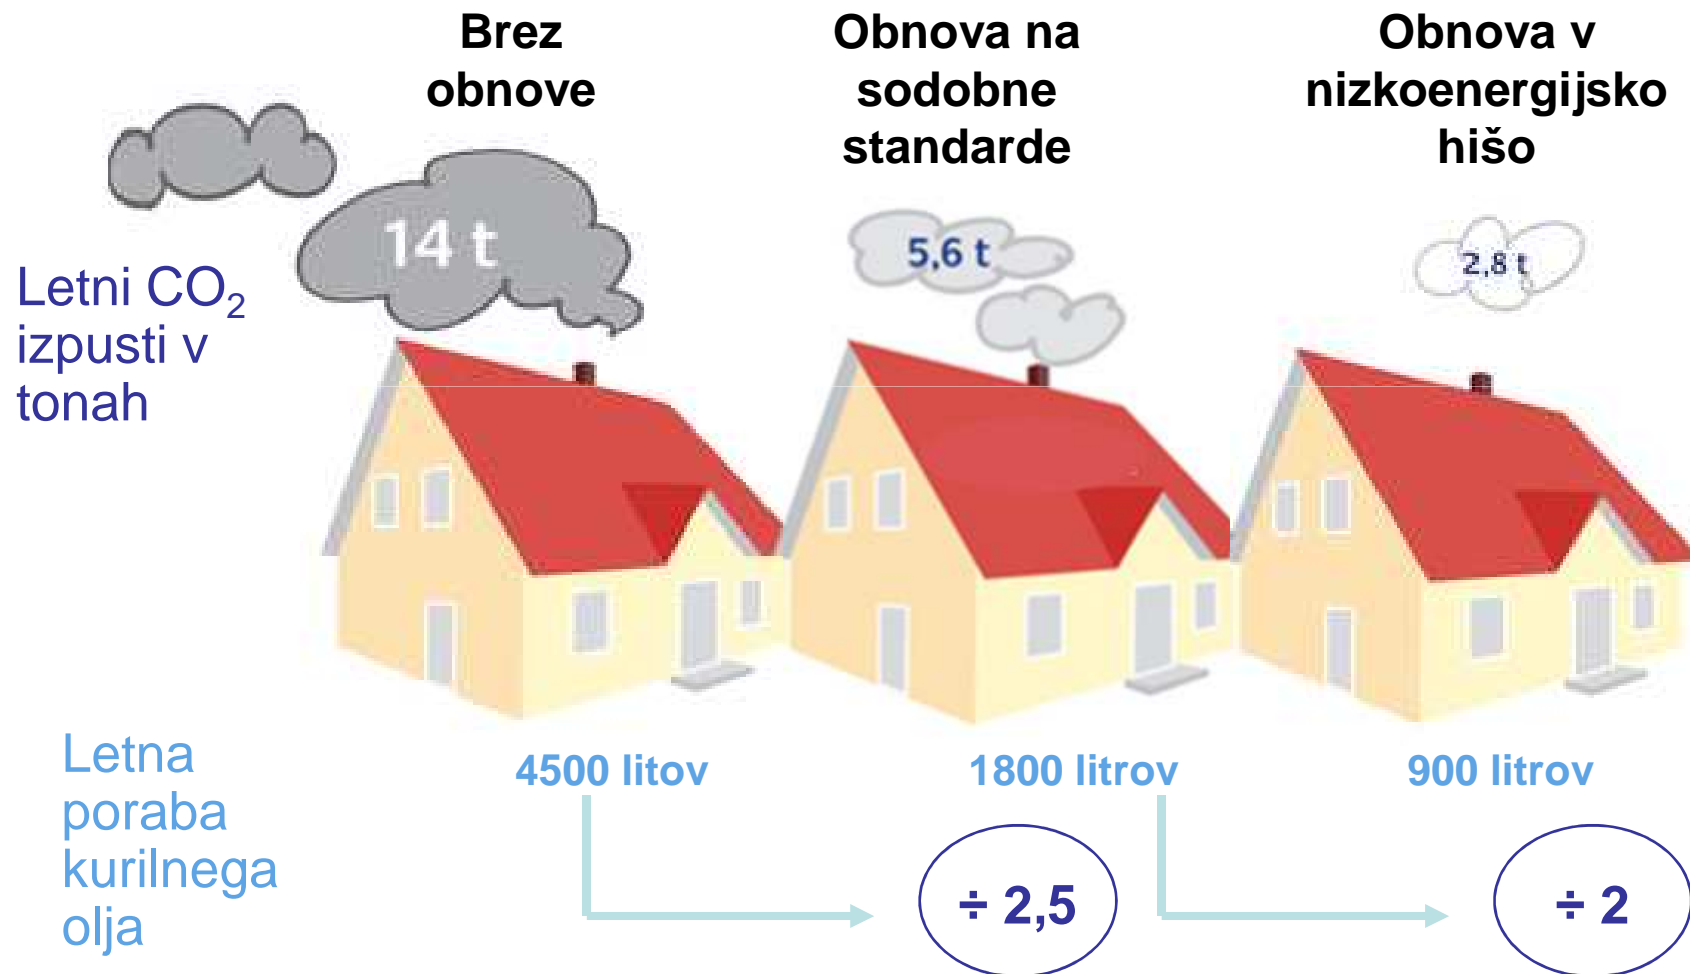 Brez
obnove
Obnova na
sodobne
standarde
Obnova v
nizkoenergijsko
hišo
Letni CO₂
izpusti v
tonah
14 t
5,6 t
2,8 t
Letna
poraba
kurilnega
olja
4500 litov
1800 litrov
900 litrov
÷ 2,5
÷ 2